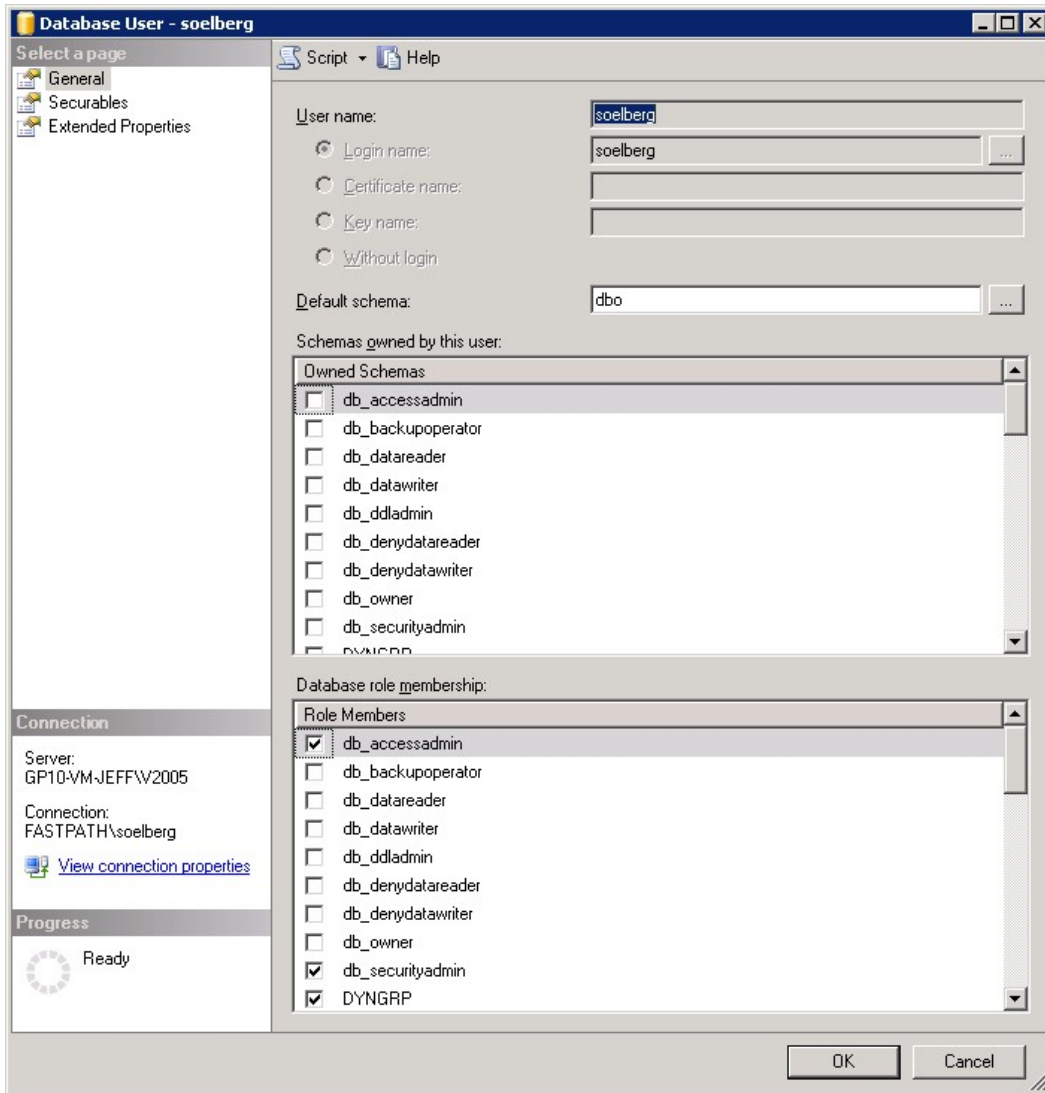 Database User - soelberg
Select a page
General
Securables
Extended Properties
Script Help
User name: soelberg
Login name: soelberg ...
Certificate name:
Key name:
Without login
Default schema: dbo ...
Schemas owned by this user:
Owned Schemas
db_accessadmin
db_backupoperator
db_datareader
db_datawriter
db_ddladmin
db_denydatareader
db_denydatawriter
db_owner
db_securityadmin
DYNGRP
Database role membership:
Role Members
db_accessadmin
db_backupoperator
db_datareader
db_datawriter
db_ddladmin
db_denydatareader
db_denydatawriter
db_owner
db_securityadmin
DYNGRP
Connection
Server:
GP10-VM-JEFF\V2005
Connection:
FASTPATH\soelberg
View connection properties
Progress
Ready
OK Cancel